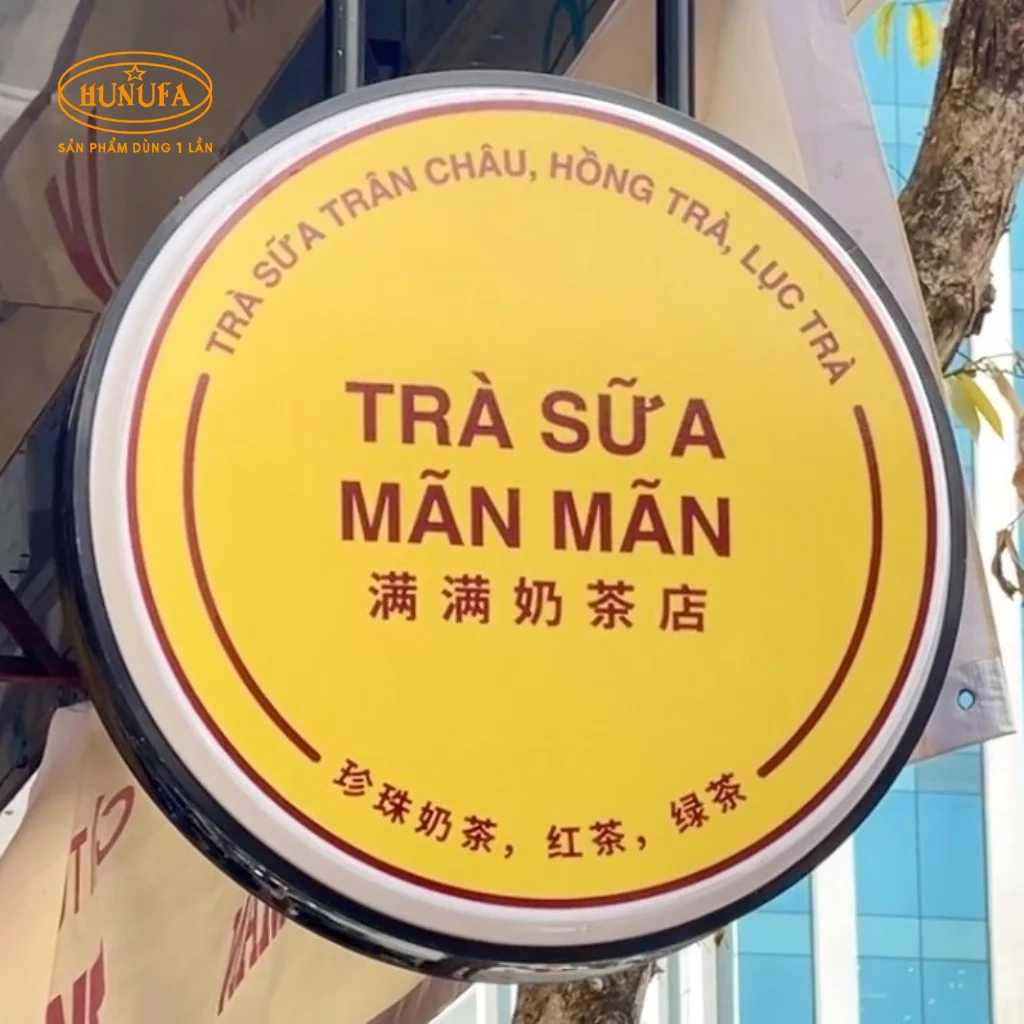 HUNUFA
SẢN PHẨM DÙNG 1 LẦN
TRÀ SỮA TRÂN CHÂU, HỒNG TRÀ, LỤC TRÀ
TRÀ SỮA
MÃN MÃN
满满奶茶店
珍珠奶茶，红茶，绿茶